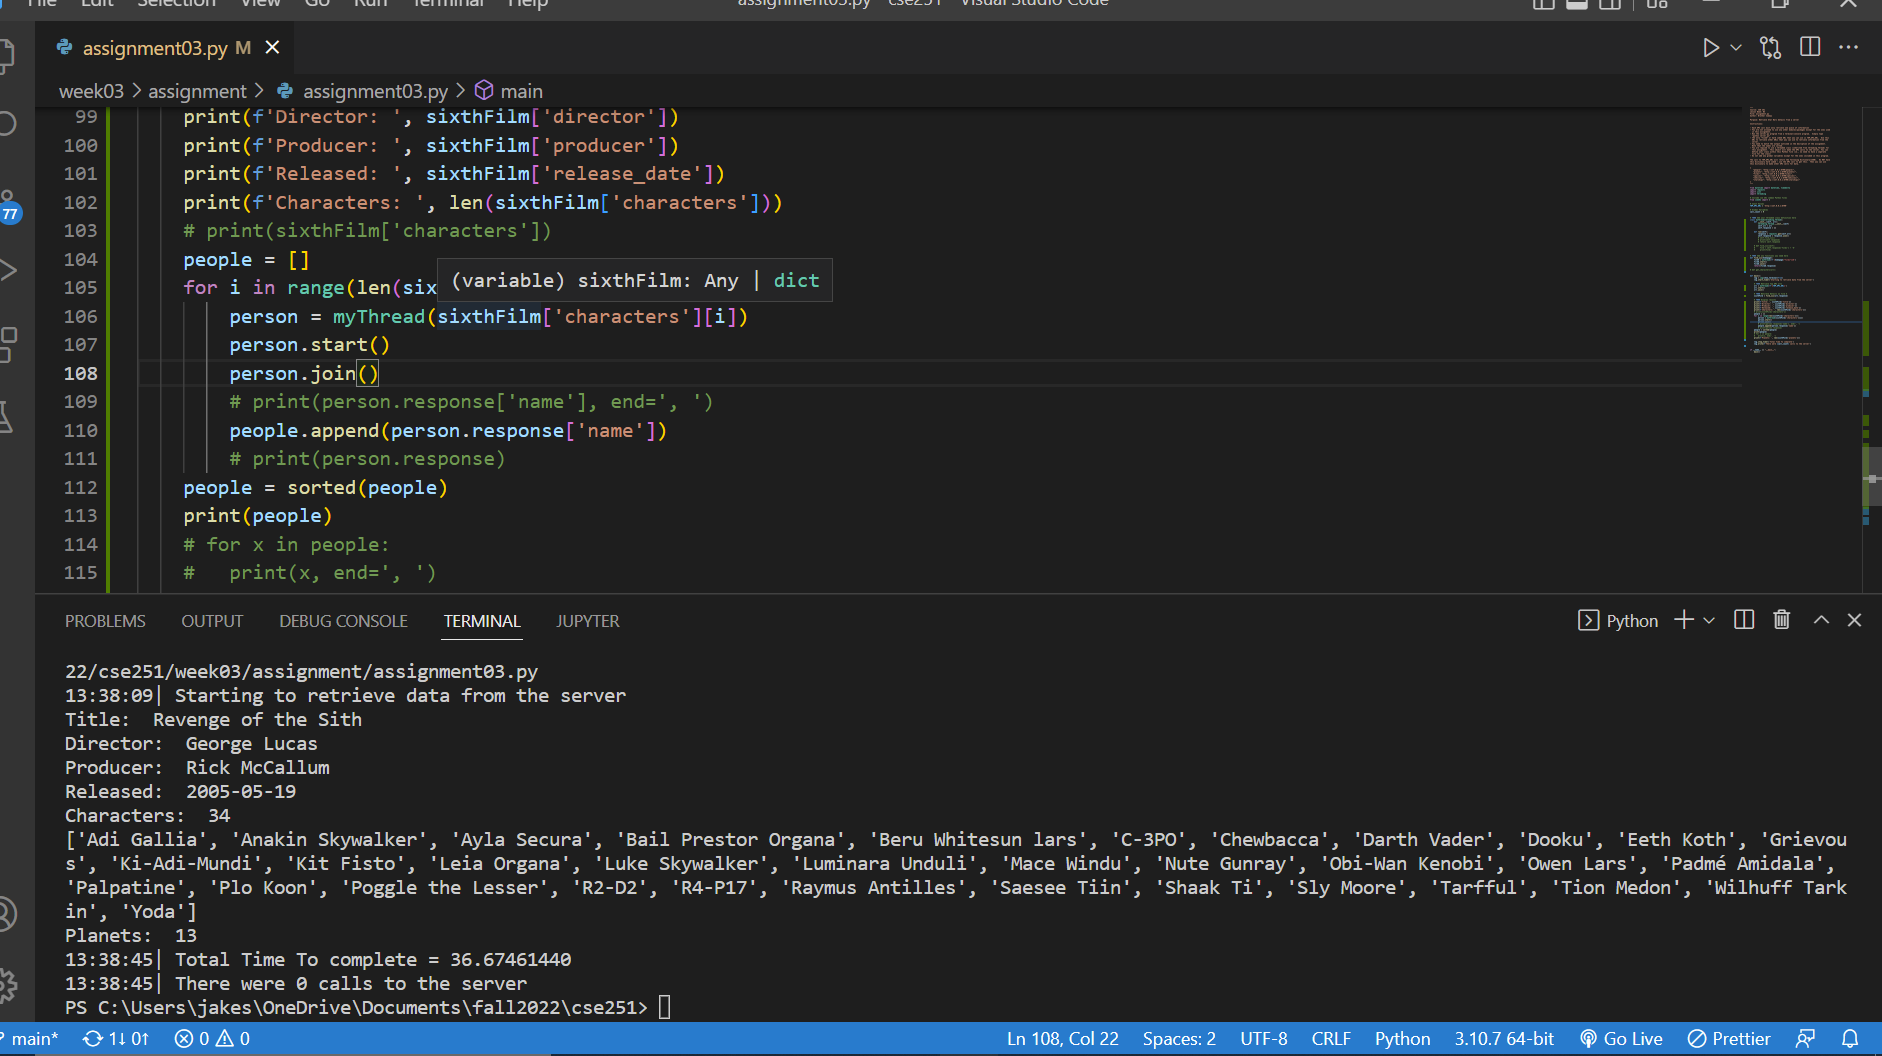 File Edit Selection View Go Run Terminal Help assignment03.py - cse251 - Visual Studio Code
assignment03.py M
week03 > assignment > assignment03.py > main
99 print(f'Director: ', sixthFilm['director'])
100 print(f'Producer: ', sixthFilm['producer'])
101 print(f'Released: ', sixthFilm['release_date'])
102 print(f'Characters: ', len(sixthFilm['characters']))
103 # print(sixthFilm['characters'])
104 people = []
(variable) sixthFilm: Any | dict
105 for i in range(len(six
106 person = myThread(sixthFilm['characters'][i])
107 person.start()
108 person.join()
109 # print(person.response['name'], end=', ')
110 people.append(person.response['name'])
111 # print(person.response)
112 people = sorted(people)
113 print(people)
114 # for x in people:
115 #   print(x, end=', ')
77
PROBLEMS OUTPUT DEBUG CONSOLE TERMINAL JUPYTER Python
22/cse251/week03/assignment/assignment03.py
13:38:09| Starting to retrieve data from the server
Title:  Revenge of the Sith
Director:  George Lucas
Producer:  Rick McCallum
Released:  2005-05-19
Characters:  34
['Adi Gallia', 'Anakin Skywalker', 'Ayla Secura', 'Bail Prestor Organa', 'Beru Whitesun lars', 'C-3PO', 'Chewbacca', 'Darth Vader', 'Dooku', 'Eeth Koth', 'Grievou
s', 'Ki-Adi-Mundi', 'Kit Fisto', 'Leia Organa', 'Luke Skywalker', 'Luminara Unduli', 'Mace Windu', 'Nute Gunray', 'Obi-Wan Kenobi', 'Owen Lars', 'Padmé Amidala',
'Palpatine', 'Plo Koon', 'Poggle the Lesser', 'R2-D2', 'R4-P17', 'Raymus Antilles', 'Saesee Tiin', 'Shaak Ti', 'Sly Moore', 'Tarfful', 'Tion Medon', 'Wilhuff Tark
in', 'Yoda']
Planets:  13
13:38:45| Total Time To complete = 36.67461440
13:38:45| There were 0 calls to the server
PS C:\Users\jakes\OneDrive\Documents\fall2022\cse251>
main* 1↓ 0↑ 0 0 Ln 108, Col 22 Spaces: 2 UTF-8 CRLF Python 3.10.7 64-bit Go Live Prettier